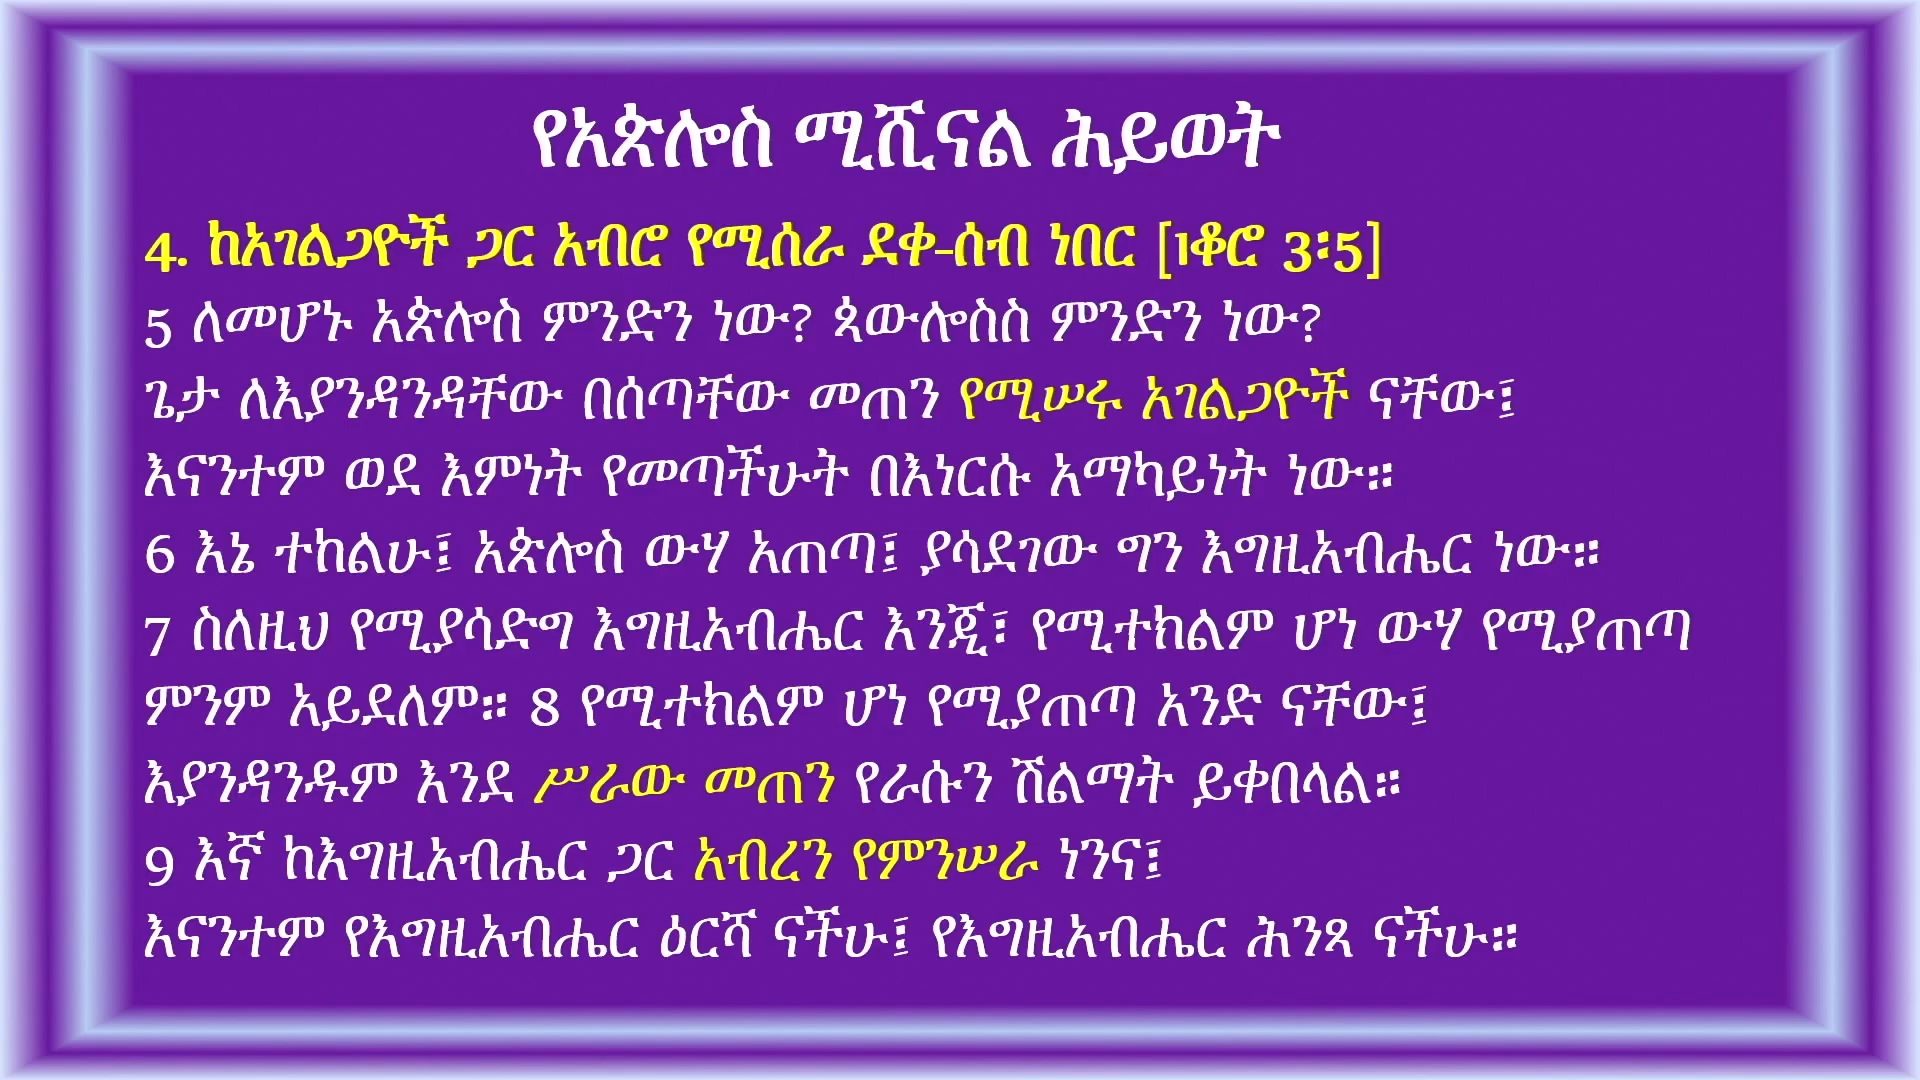 የአጵሎስ ሚሺናል ሕይወት
4. ከአገልጋዮች ጋር አብሮ የሚሰራ ደቀ-ሰብ ነበር [1ቆሮ 3፡5]
5 ለመሆኑ አጵሎስ ምንድን ነው? ጳውሎስስ ምንድን ነው?
ጌታ ለእያንዳንዳቸው በሰጣቸው መጠን የሚሠሩ አገልጋዮች ናቸው፤
እናንተም ወደ እምነት የመጣችሁት በእነርሱ አማካይነት ነው።
6 እኔ ተከልሁ፤ አጵሎስ ውሃ አጠጣ፤ ያሳደገው ግን እግዚአብሔር ነው።
7 ስለዚህ የሚያሳድግ እግዚአብሔር እንጂ፣ የሚተክልም ሆነ ውሃ የሚያጠጣ
ምንም አይደለም። 8 የሚተክልም ሆነ የሚያጠጣ አንድ ናቸው፤
እያንዳንዱም እንደ ሥራው መጠን የራሱን ሽልማት ይቀበላል።
9 እኛ ከእግዚአብሔር ጋር አብረን የምንሠራ ነንና፤
እናንተም የእግዚአብሔር ዕርሻ ናችሁ፤ የእግዚአብሔር ሕንጻ ናችሁ።